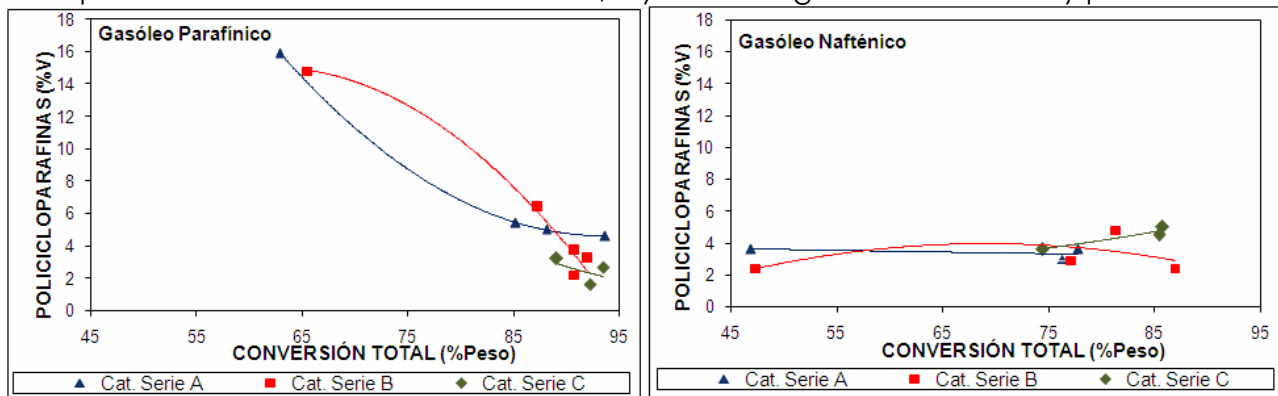 Gasóleo Parafínico
POLICICLOPARAFINAS (%V)
18
16
14
12
10
8
6
4
2
0
45 55 65 75 85 95
CONVERSIÓN TOTAL (%Peso)
Cat. Serie A Cat. Serie B Cat. Serie C
Gasóleo Nafténico
POLICICLOPARAFINAS (%V)
18
16
14
12
10
8
6
4
2
0
45 55 65 75 85 95
CONVERSIÓN TOTAL (%Peso)
Cat. Serie A Cat. Serie B Cat. Serie C